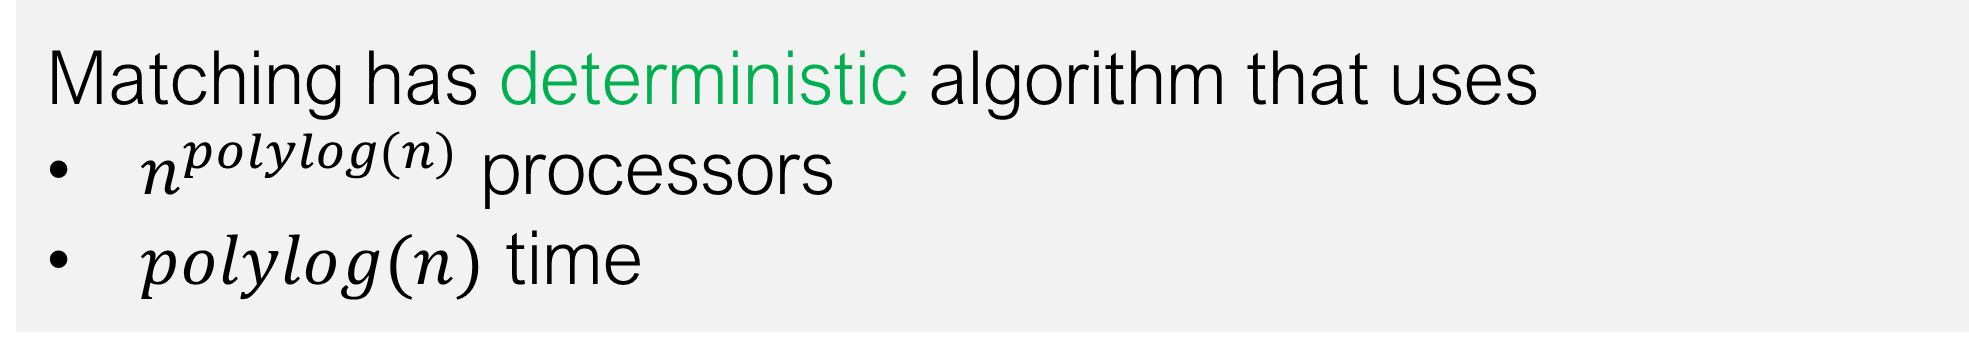 Matching has deterministic algorithm that uses
• n^{polylog(n)} processors
• polylog(n) time